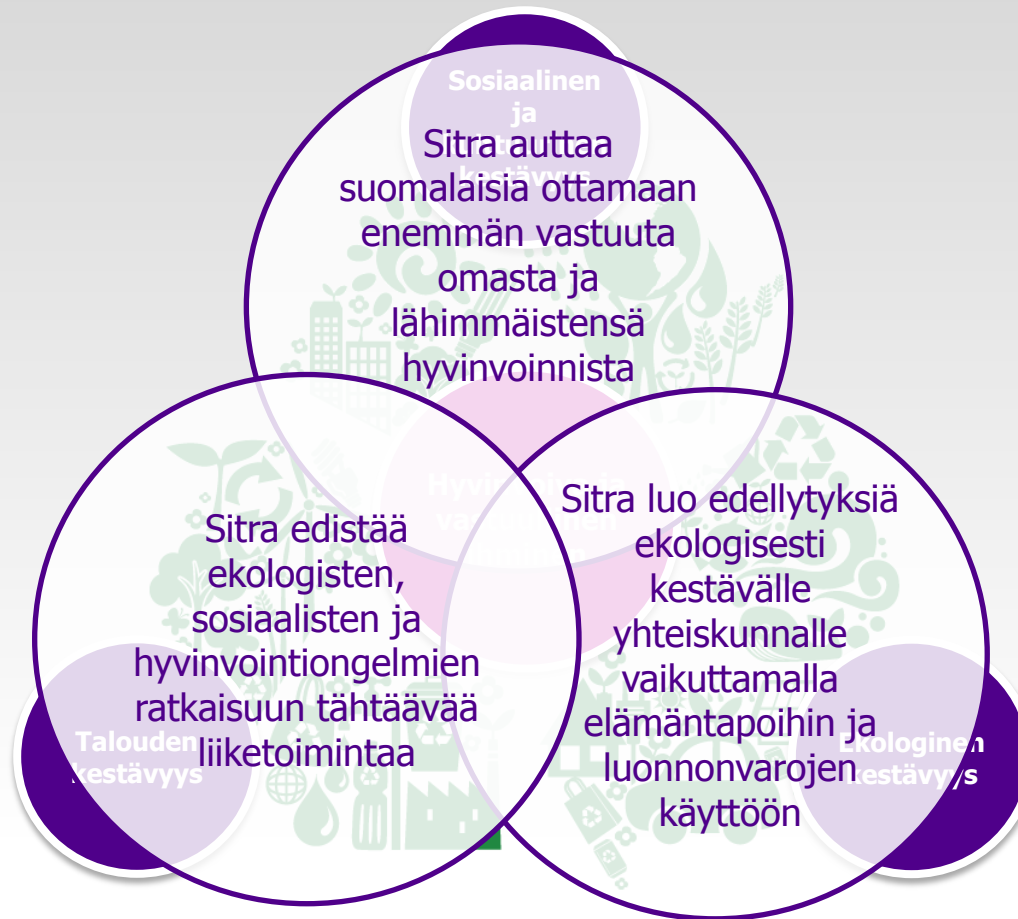 Sosiaalinen
ja
kestävyys
Sitra auttaa
suomalaisia ottamaan
enemmän vastuuta
omasta ja
lähimmäistensä
hyvinvoinnista
Sitra edistää
ekologisten,
sosiaalisten ja
hyvinvointiongelmien
ratkaisuun tähtäävää
liiketoimintaa
Sitra luo edellytyksiä
ekologisesti
kestävälle
yhteiskunnalle
vaikuttamalla
elämäntapoihin ja
luonnonvarojen
käyttöön
Talouden
kestävyys
Ekologinen
kestävyys